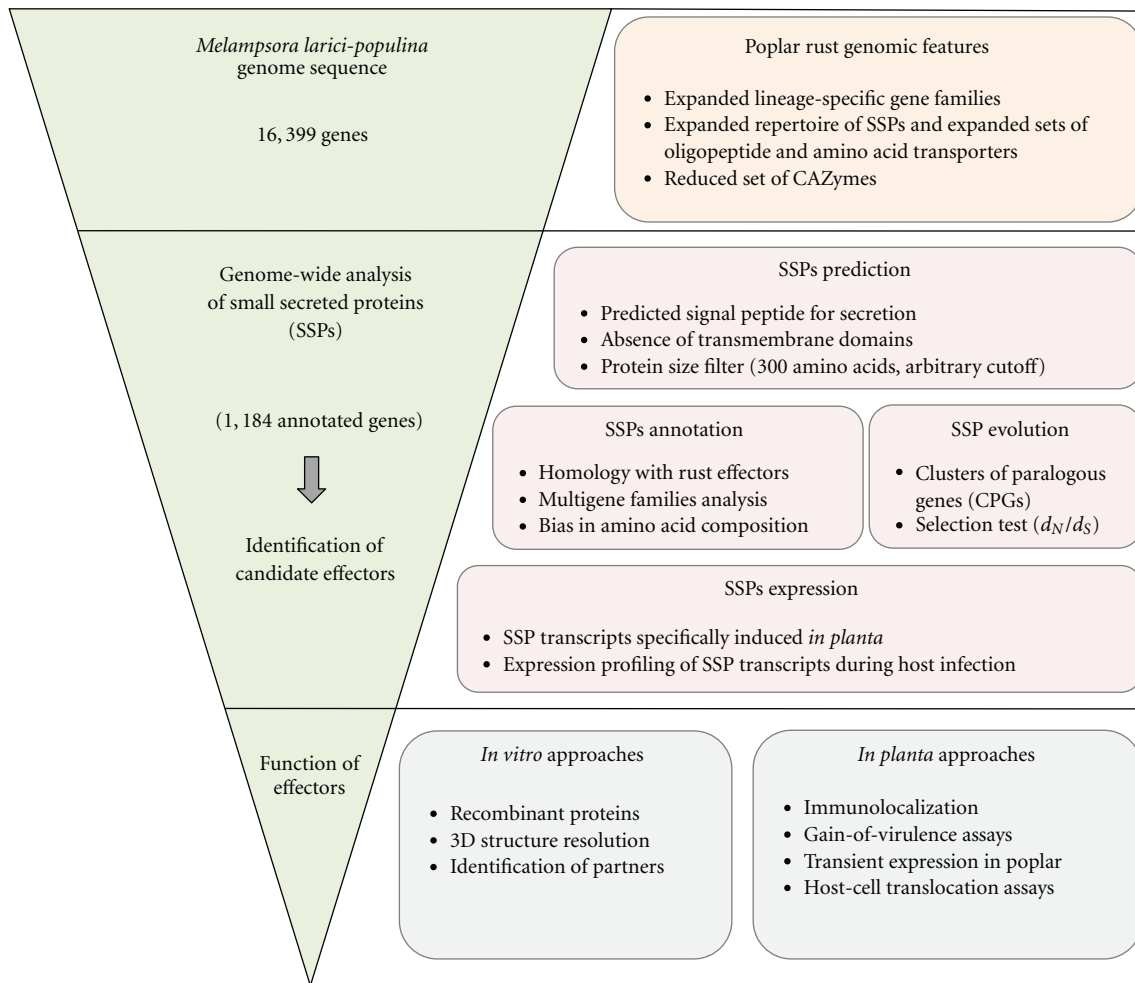 Melampsora larici-populina
genome sequence
16, 399 genes
Poplar rust genomic features
• Expanded lineage-specific gene families
• Expanded repertoire of SSPs and expanded sets of
oligopeptide and amino acid transporters
• Reduced set of CAZymes
Genome-wide analysis
of small secreted proteins
(SSPs)
(1, 184 annotated genes)
Identification of
candidate effectors
SSPs prediction
• Predicted signal peptide for secretion
• Absence of transmembrane domains
• Protein size filter (300 amino acids, arbitrary cutoff)
SSPs annotation
• Homology with rust effectors
• Multigene families analysis
• Bias in amino acid composition
SSP evolution
• Clusters of paralogous
genes (CPGs)
• Selection test (dN/dS)
SSPs expression
• SSP transcripts specifically induced in planta
• Expression profiling of SSP transcripts during host infection
Function of
effectors
In vitro approaches
• Recombinant proteins
• 3D structure resolution
• Identification of partners
In planta approaches
• Immunolocalization
• Gain-of-virulence assays
• Transient expression in poplar
• Host-cell translocation assays